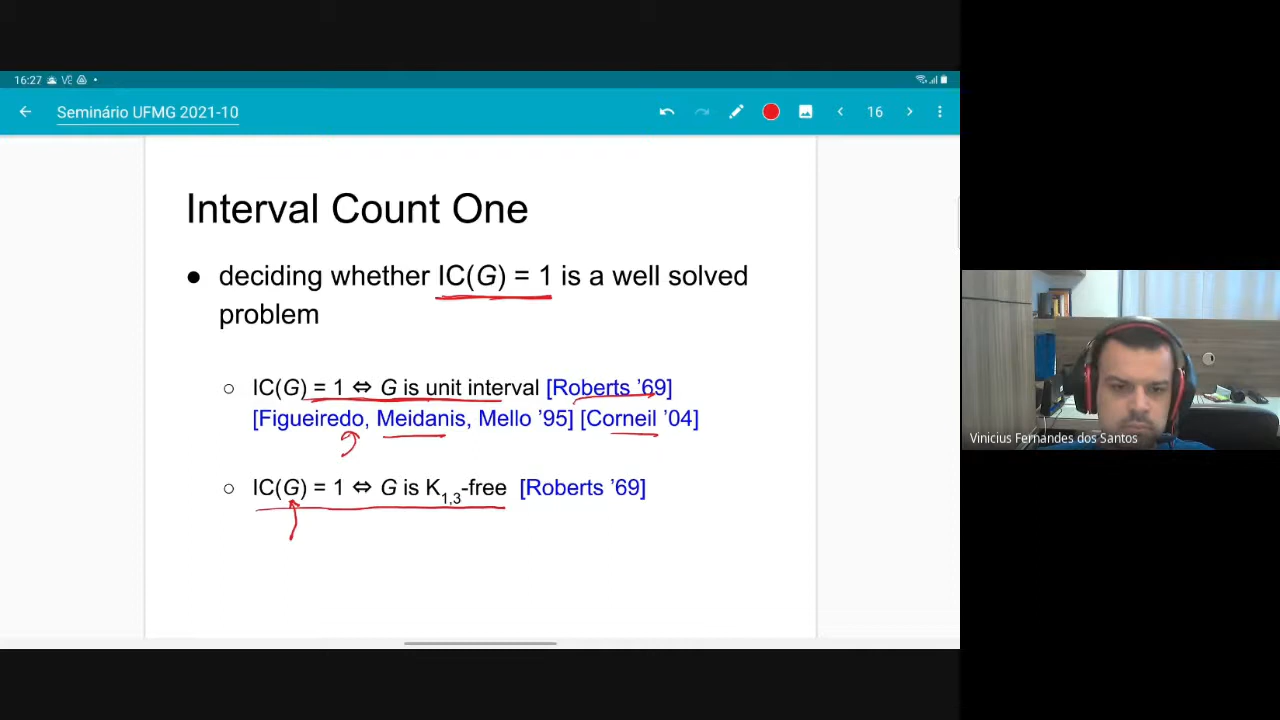 16:27
Seminário UFMG 2021-10
16
Interval Count One
● deciding whether IC(G) = 1 is a well solved
problem
○ IC(G) = 1 ⇔ G is unit interval [Roberts ’69]
[Figueiredo, Meidanis, Mello ’95] [Corneil ’04]
○ IC(G) = 1 ⇔ G is K1,3-free [Roberts ’69]
Vinicius Fernandes dos Santos